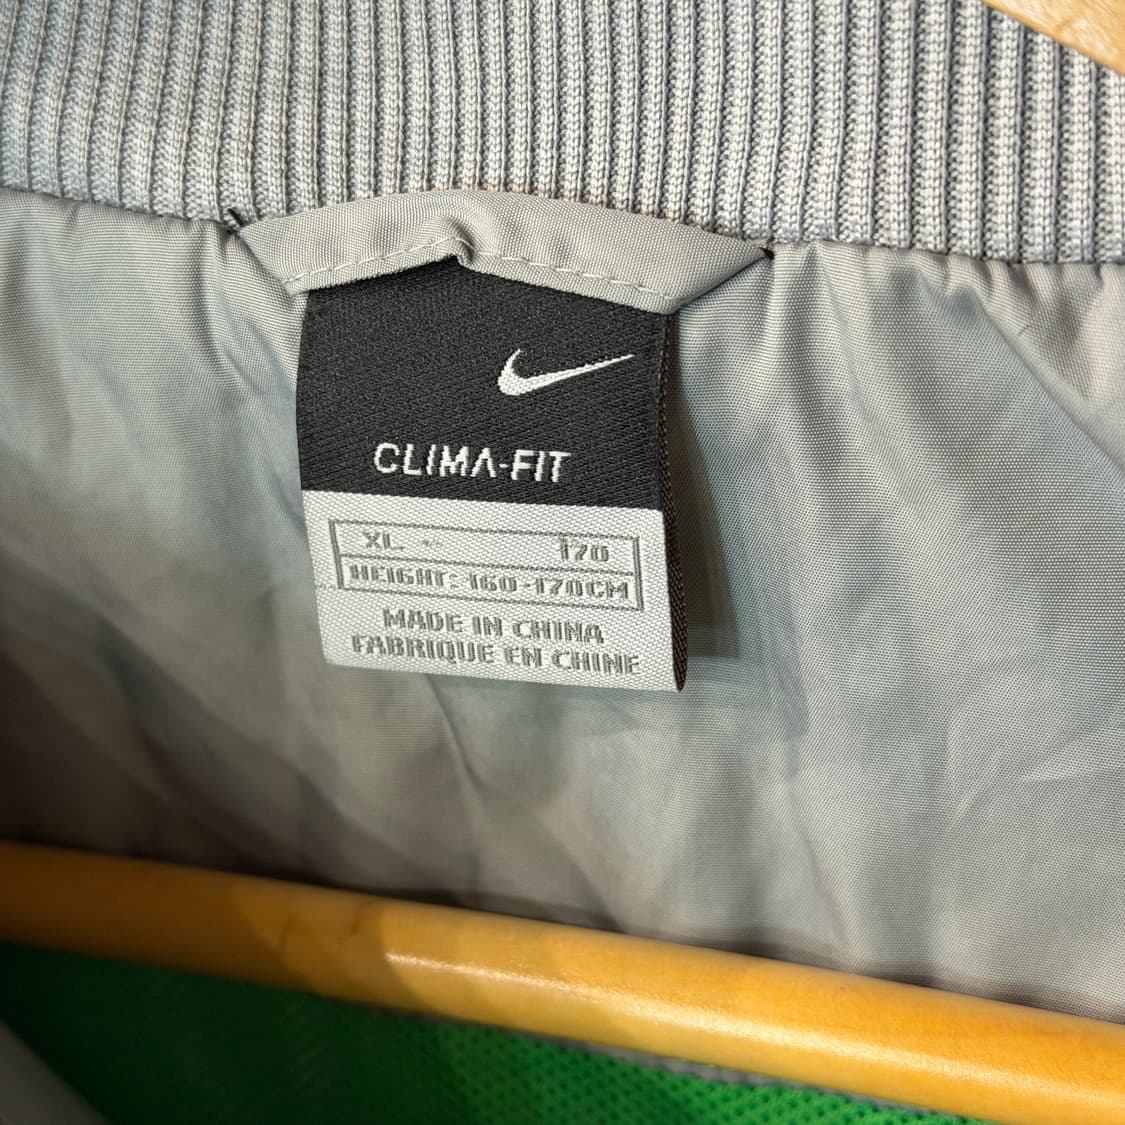 CLIMA-FIT
XL 170
HEIGHT: 160-170CM
MADE IN CHINA
FABRIQUE EN CHINE